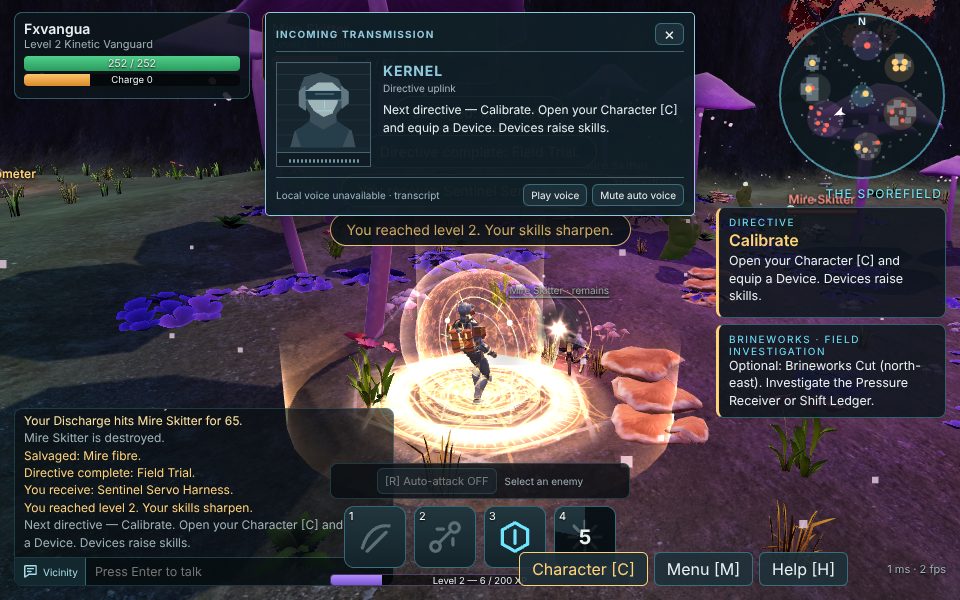 Fxvangua
Level 2 Kinetic Vanguard
252 / 252
Charge 0
INCOMING TRANSMISSION
KERNEL
Directive uplink
Next directive — Calibrate. Open your Character [C]
and equip a Device. Devices raise skills.
Directive complete: Field Trial.
Local voice unavailable · transcript
Play voice
Mute auto voice
N
THE SPOREFIELD
Mire Skitter
ometer
You reached level 2. Your skills sharpen.
Mire Skitter · remains
DIRECTIVE
Calibrate
Open your Character [C] and
equip a Device. Devices raise
skills.
BRINEWORKS · FIELD
INVESTIGATION
Optional: Brineworks Cut (north-
east). Investigate the Pressure
Receiver or Shift Ledger.
Your Discharge hits Mire Skitter for 65.
Mire Skitter is destroyed.
Salvaged: Mire fibre.
Directive complete: Field Trial.
You receive: Sentinel Servo Harness.
You reached level 2. Your skills sharpen.
Next directive — Calibrate. Open your Character [C] and
a Device. Devices raise skills.
Vicinity
Press Enter to talk
[R] Auto-attack OFF
Select an enemy
1
2
3
4
5
Level 2 — 6 / 200 X
Character [C]
Menu [M]
Help [H]
1 ms · 2 fps